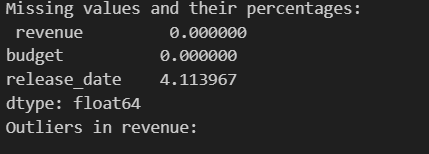 Missing values and their percentages:
 revenue         0.000000
budget          0.000000
release_date    4.113967
dtype: float64
Outliers in revenue: